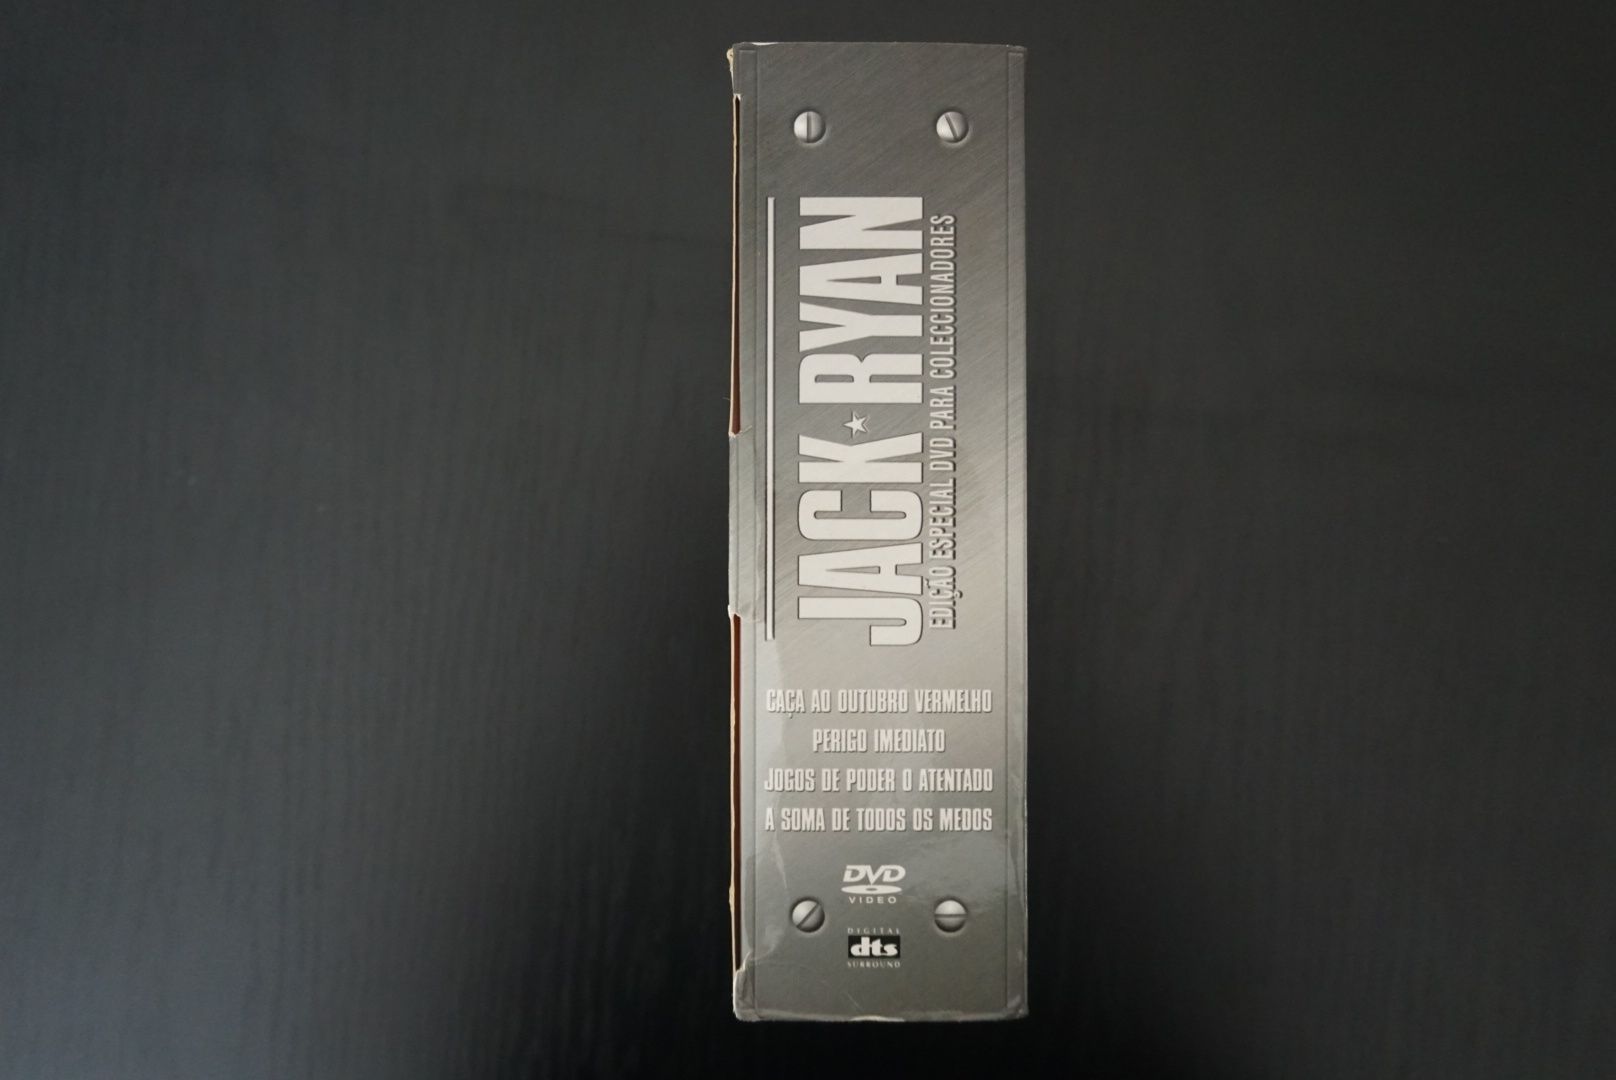 JACK RYAN
EDIÇÃO ESPECIAL DVD PARA COLECCIONADORES
CAÇA AO OUTUBRO VERMELHO
PERIGO IMEDIATO
JOGOS DE PODER O ATENTADO
A SOMA DE TODOS OS MEDOS
DVD
VIDEO
DIGITAL
dts
SURROUND